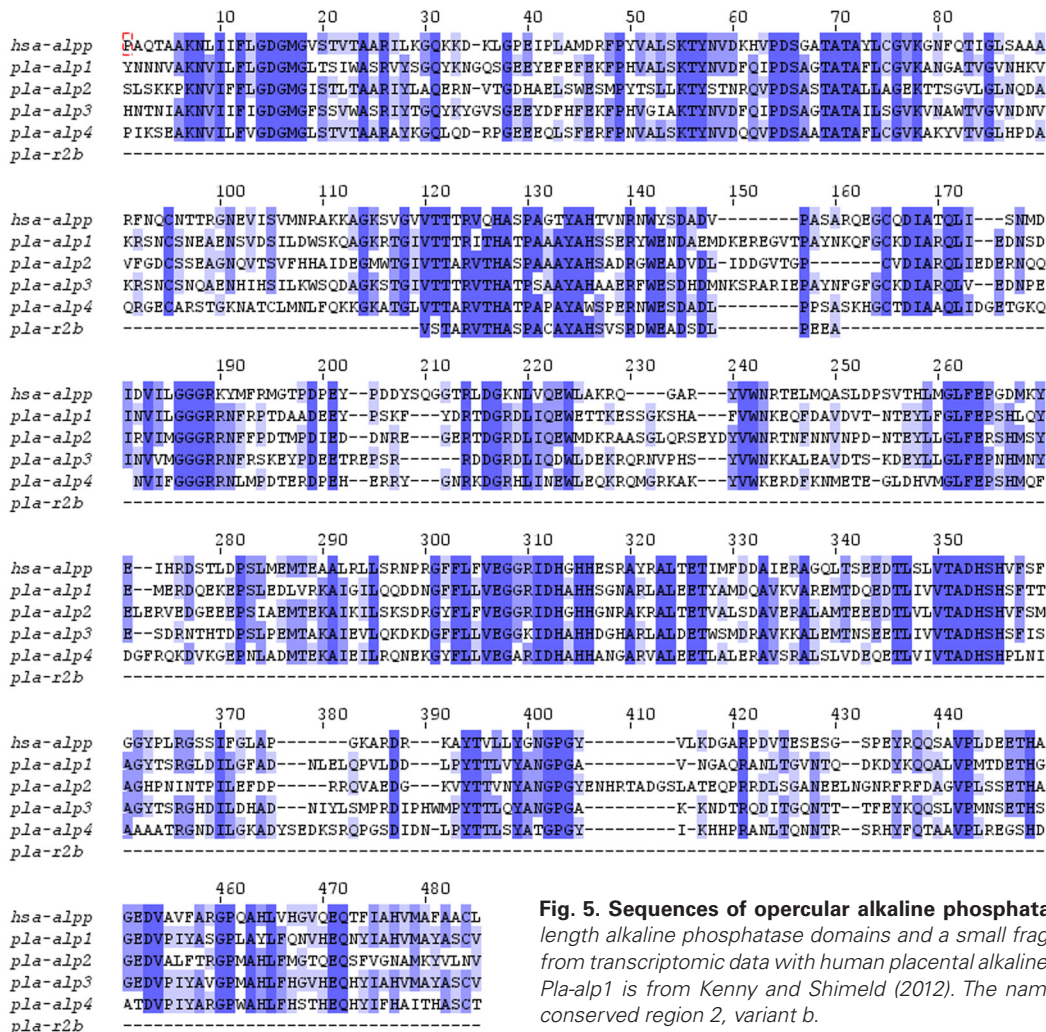 10 20 30 40 50 60 70 80
hsa-alpp PAQTAAKNLIIFLGDGMGVSTVTAARILKGQKKD-KLGPEIPLAMDRFPYVALSKTYNVDKHVPDSGATATAYLCGVKGNFQTIGLSAAA
pla-alp1 YNNNVAKNVILFLGDGMGLTSIWASRVYSGQYKNGQSGEEYEFEFEKFPHVALSKTYNVDFQIPDSAGTATAFLCGVKANGATVGVNHKV
pla-alp2 SLSKKPKNVIFFLGDGMGISTLTAARIYLAQERN-VTGDHAELSWESMPYTSLLKTYSTNRQVPDSASTATALLAGEKTTSGVLGLNQDA
pla-alp3 HNTNIAKNVIIFIGDGMGFSSVWASRIYTGQYKYGVSGEEYDFHFEKFPHVGIAKTYNVDFQIPDSAGTATAILSGVKVNAWTVGVNDNV
pla-alp4 PIKSEAKNVILFVGDGMGLSTVTAARAYKGQLQD-RPGEEEQLSFERFPNVALSKTYNVDQQVPDSAATATAFLCGVKAKYVTVGLHPDA
pla-r2b ------------------------------------------------------------------------------------------
100 110 120 130 140 150 160 170
hsa-alpp RFNQCNTTRGNEVISVMNRAKKAGKSVGVVTTTRVQHASPAGTYAHTVNRNWYSDADV---------PASARQEGCQDIATQLI--SNMD
pla-alp1 KRSNCSNEAENSVDSILDWSKQAGKRTGIVTTTRITHATPAAAYAHSSERYWENDAEMDKEREGVTPAYNKQFGCKDIARQLI--EDNSD
pla-alp2 VFGDCSSEAGNQVTSVFHHAIDEGMWTGIVTTARVTHASPAAAYAHSADRGWEADVDL-IDDGVTGP------CVDIARQLIEDERNQQ
pla-alp3 KRSNCSNQAENHIHSILKWSQDAGKSTGIVTTTRVTHATPSAAYAHAAERFWESDHDMNKSRARIEPAYNFGFGCKDIARQLV--EDNPE
pla-alp4 QRGECARSTGKNATCLMNLFQKKGKATGLVTTARVTHATPAPAYAWSPERNWESDSDL---------PPSASKHGCTDIAAQLIDGETGKQ
pla-r2b -----------------------------VSTARVTHASPACAYAHSVSRDWEADSDL---------PEEA-------------------
190 200 210 220 230 240 250 260
hsa-alpp IDVILGGGRKYMFRMGTPDPEY--PDDYSQGGTRLDGKNLVQEWLAKRQ---GAR--YVWNRTELMQASLDPSVTHLMGLFEPGDMKY
pla-alp1 INVILGGGRRNFRPTDAADEEY--PSKF---YDRTDGRDLIQEWETTKESSGKSHA--FVWNKEQFDAVDVT-NTEYLFGLFEPSHLQY
pla-alp2 IRVIMGGGRRNFFPDTMPDIED--DNRE---GERTDGRDLIQEWMDKRAASGLQRSEYDYVWNRTNFNNVNPD-NTEYLLGLFERSHMSY
pla-alp3 INVVMGGGRRNFRSKEYPDEETREPSR----RDDGRDLIQDWLDEKRQRNVPHS---YVWNKKALEAVDTS-KDEYLLGLFEPNHMNY
pla-alp4 NVIFGGGRRNLMPDTERDPEH--ERRY---GNRKDGRHLINEWLEQKRQMGRKAK---YVWKERDFKNMETE-GLDHVMGLFEPSHMQF
pla-r2b ------------------------------------------------------------------------------------------
280 290 300 310 320 330 340 350
hsa-alpp E--IHRDSTLDPSLMEMTEAALRLLSRNPRGFFLFVEGGRIDHGHHESRAYRALTETIMFDDAIERAGQLTSEEDTLSLVTADHSHVFSF
pla-alp1 E--MERDQEKEPSLEDLVRKAIGILQQDDNGFFLLVEGGRIDHAHHSGNARLALEETYAMDQAVKVAREMTDQEDTLIVVTADHSHSFTT
pla-alp2 ELERVEDGEEEPSIAEMTEKAIKILSKSDRGYFLFVEGGRIDHGHHGNRAKRALTETVALSDAVERALAMTEEEDTLVLVTADHSHVFSM
pla-alp3 E--SDRNTHTDPSLPEMTAKAIEVLQKDKDGFFLLVEGGKIDHAHHDGHARLALDETWSMDRAVKKALEMTNSEETLIVVTADHSHSFIS
pla-alp4 DGFRQKDVKGEPNLADMTEKAIEILRQNEKGYFLLVEGARIDHAHHANGARVALEETLALERAVSRALSLVDEQETLVIVTADHSHPLNI
pla-r2b ------------------------------------------------------------------------------------------
370 380 390 400 410 420 430 440
hsa-alpp GGYPLRGSSIFGLAP--------GKARDR--KAYTVLLYGNGPGY---------VLKDGARPDVTESESG--SPEYRQQSAVPLDEETHA
pla-alp1 AGYTSRGLDILGFAD---NLELQPVLDD--LPYTTLVYANGPGA---------V-NGAQRANLTGVNTQ--DKDYKQQALVPMTDETHG
pla-alp2 AGHPNINTPILEFDP------RRQVAEDG--KVYTTVNYANGPGYENHRTADGSLATEQPRRDLSGANEELNGNRFRFDAGVPLSSETHA
pla-alp3 AGYTSRGHDILDHAD---NIYLSMPRDIPHWMPYTTLQYANGPGA---------K-KNDTRQDITGQNTT--TFEYKQQSLVPMNSETHS
pla-alp4 AAAATRGNDILGKADYSEDKSRQPGSDIDN-LPYTTLSYATGPGY---------I-KHHPRANLTQNNTR--SRHYFQTAAVPLREGSHD
pla-r2b ------------------------------------------------------------------------------------------
460 470 480
hsa-alpp GEDVAVFARGPQAHLVHGVQEQTFIAHVMAFAACL
pla-alp1 GEDVPIYASGPLAYLFQNVHEQNYIAHVMAYASCV
pla-alp2 GEDVALFTRGPMAHLFMGTQEQSFVGNAMKYVLNV
pla-alp3 GEDVPIYAVGPMAHLFHGVHEQHYIAHVMAYASCV
pla-alp4 ATDVPIYARGPWAHLFHSTHEQHYIFHAITHASCT
pla-r2b -----------------------------------
Fig. 5. Sequences of opercular alkaline phosphata
length alkaline phosphatase domains and a small frag
from transcriptomic data with human placental alkaline
Pla-alp1 is from Kenny and Shimeld (2012). The nam
conserved region 2, variant b.